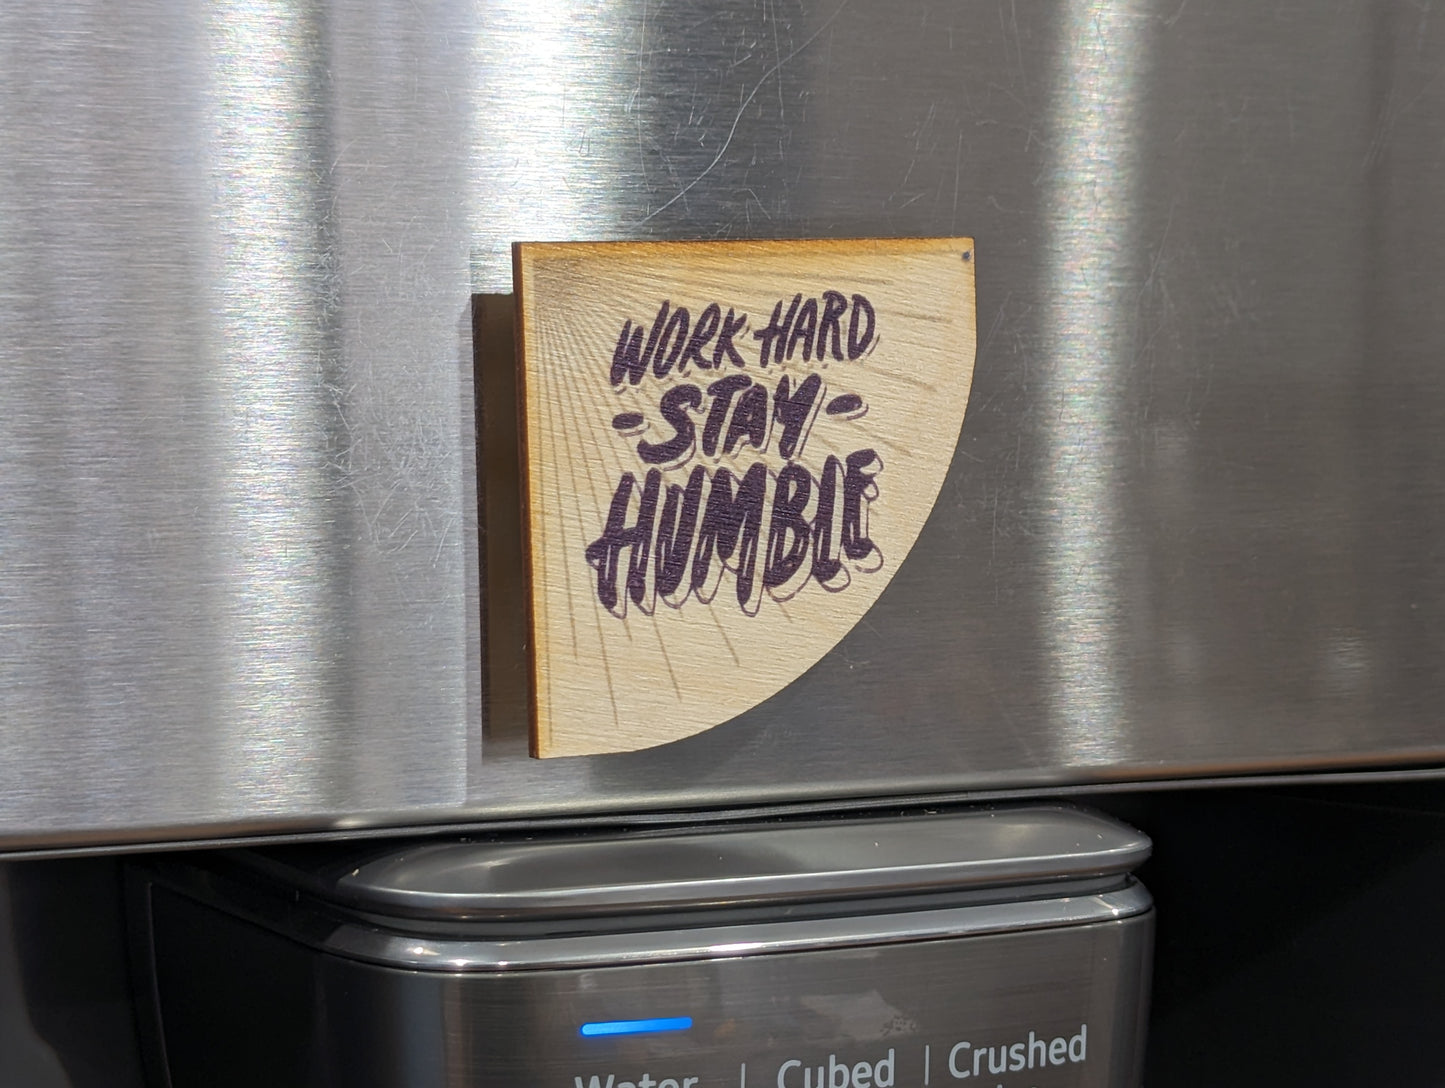 WORK HARD
- STAY -
HUMBLE
Water | Cubed | Crushed